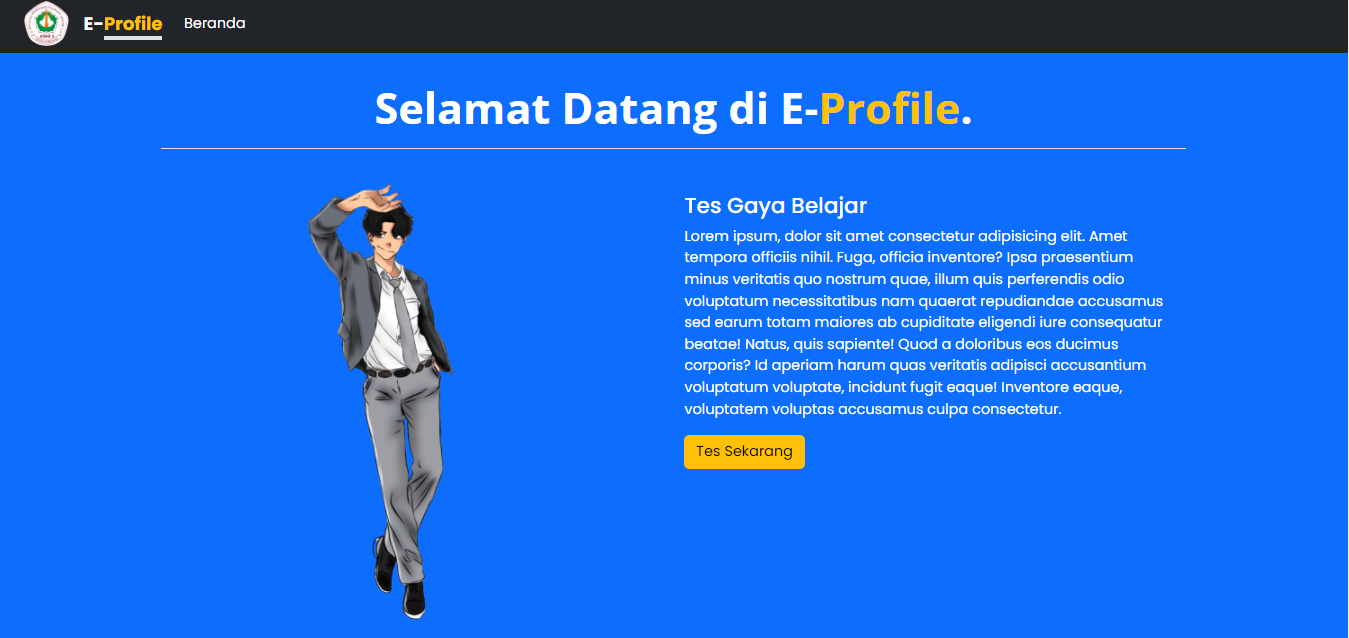 E-Profile Beranda
Selamat Datang di E-Profile.
Tes Gaya Belajar
Lorem ipsum, dolor sit amet consectetur adipisicing elit. Amet
tempora officiis nihil. Fuga, officia inventore? Ipsa praesentium
minus veritatis quo nostrum quae, illum quis perferendis odio
voluptatum necessitatibus nam quaerat repudiandae accusamus
sed earum totam maiores ab cupiditate eligendi iure consequatur
beatae! Natus, quis sapiente! Quod a doloribus eos ducimus
corporis? Id aperiam harum quas veritatis adipisci accusantium
voluptatum voluptate, incidunt fugit eaque! Inventore eaque,
voluptatem voluptas accusamus culpa consectetur.
Tes Sekarang